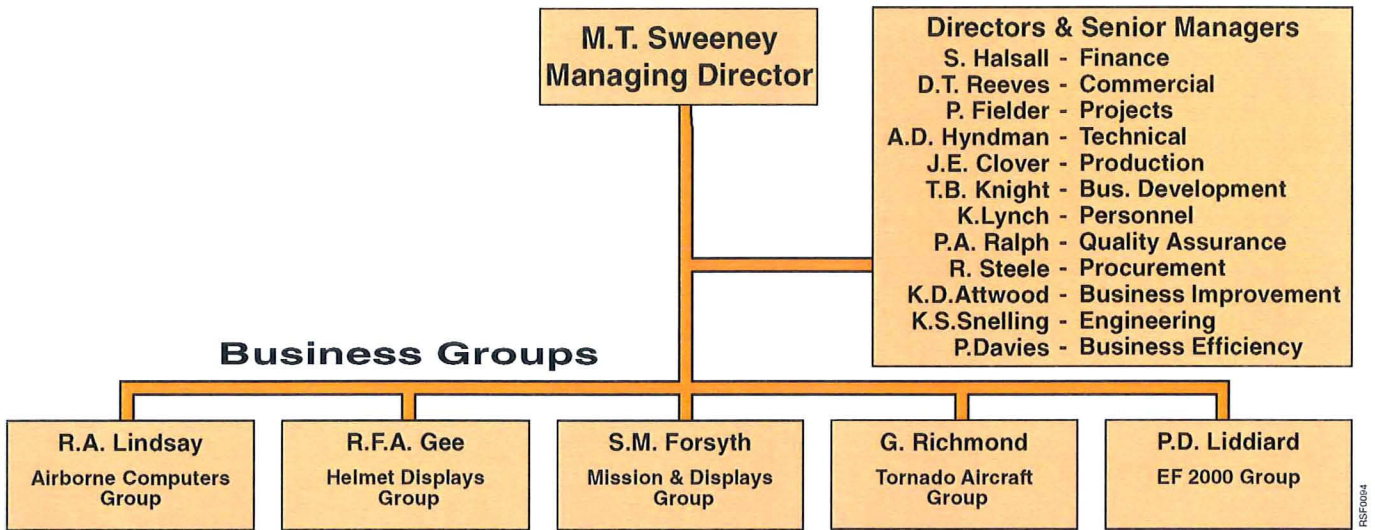 M.T. Sweeney
Managing Director
Directors & Senior Managers
S. Halsall - Finance
D.T. Reeves - Commercial
P. Fielder - Projects
A.D. Hyndman - Technical
J.E. Clover - Production
T.B. Knight - Bus. Development
K.Lynch - Personnel
P.A. Ralph - Quality Assurance
R. Steele - Procurement
K.D.Attwood - Business Improvement
K.S.Snelling - Engineering
P.Davies - Business Efficiency
Business Groups
R.A. Lindsay
Airborne Computers
Group
R.F.A. Gee
Helmet Displays
Group
S.M. Forsyth
Mission & Displays
Group
G. Richmond
Tornado Aircraft
Group
P.D. Liddiard
EF 2000 Group
RSF0094